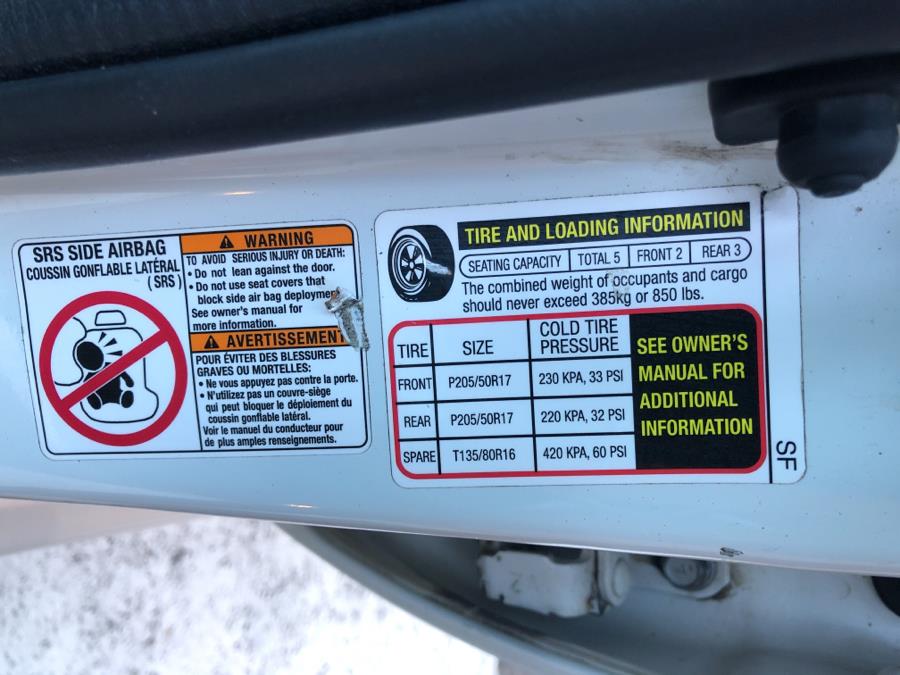 SRS SIDE AIRBAG
COUSSIN GONFLABLE LATÉRAL
(SRS)
WARNING
TO AVOID SERIOUS INJURY OR DEATH:
• Do not lean against the door.
• Do not use seat covers that
block side air bag deployment
See owner's manual for
more information.
AVERTISSEMENT
POUR ÉVITER DES BLESSURES
GRAVES OU MORTELLES:
• Ne vous appuyez pas contre la porte.
• N'utilizez pas un couvre-siège
qui peut bloquer le déploiement du
coussin gonflable latéral.
Voir le manuel du conducteur pour
de plus amples renseignements.
TIRE AND LOADING INFORMATION
SEATING CAPACITY TOTAL 5 FRONT 2 REAR 3
The combined weight of occupants and cargo
should never exceed 385kg or 850 lbs.
TIRE SIZE COLD TIRE PRESSURE
FRONT P205/50R17 230 KPA, 33 PSI
REAR P205/50R17 220 KPA, 32 PSI
SPARE T135/80R16 420 KPA, 60 PSI
SEE OWNER'S
MANUAL FOR
ADDITIONAL
INFORMATION
SF